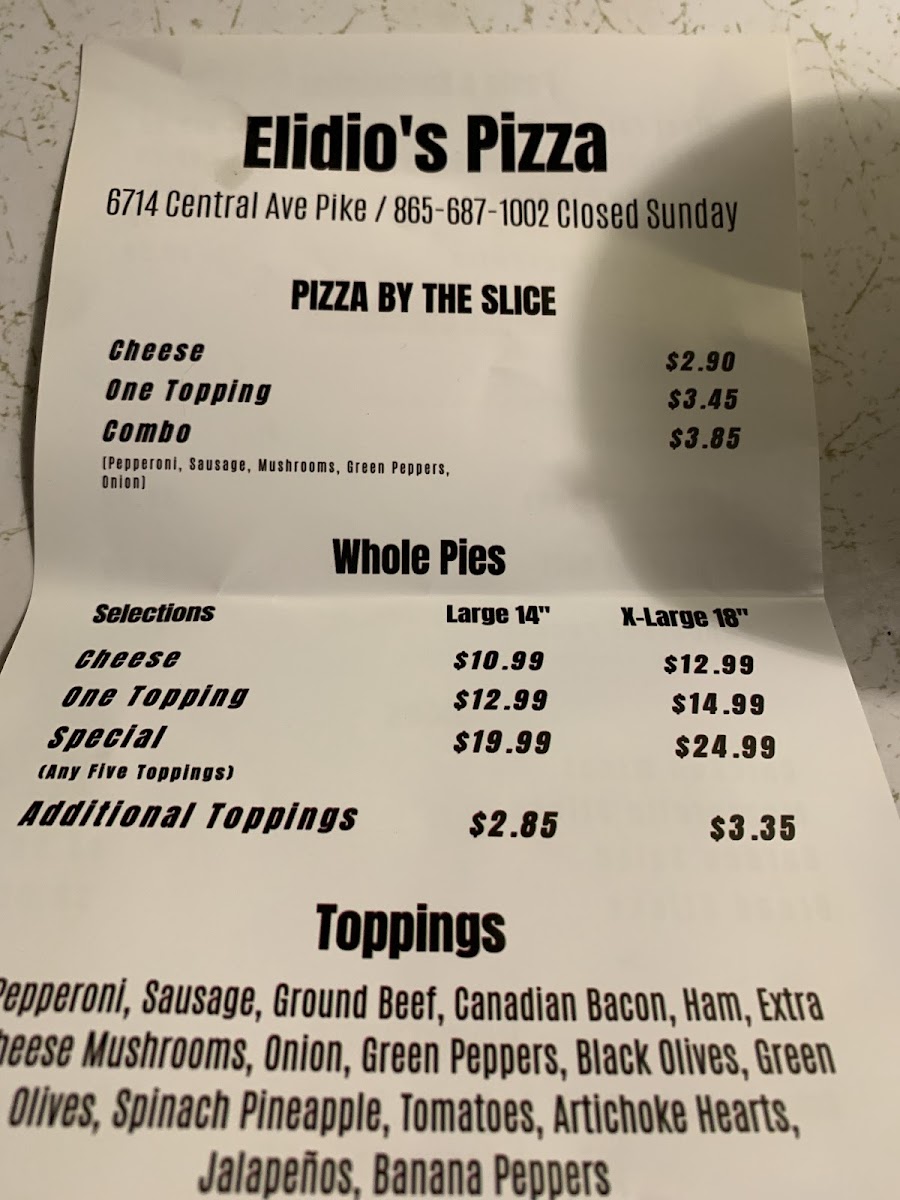 Elidio's Pizza
6714 Central Ave Pike / 865-687-1002 Closed Sunday
PIZZA BY THE SLICE
Cheese $2.90
One Topping $3.45
Combo $3.85
(Pepperoni, Sausage, Mushrooms, Green Peppers,
Onion)
Whole Pies
Selections Large 14" X-Large 18"
Cheese $10.99 $12.99
One Topping $12.99 $14.99
Special $19.99 $24.99
(Any Five Toppings)
Additional Toppings $2.85 $3.35
Toppings
Pepperoni, Sausage, Ground Beef, Canadian Bacon, Ham, Extra
Cheese Mushrooms, Onion, Green Peppers, Black Olives, Green
Olives, Spinach Pineapple, Tomatoes, Artichoke Hearts,
Jalapeños, Banana Peppers